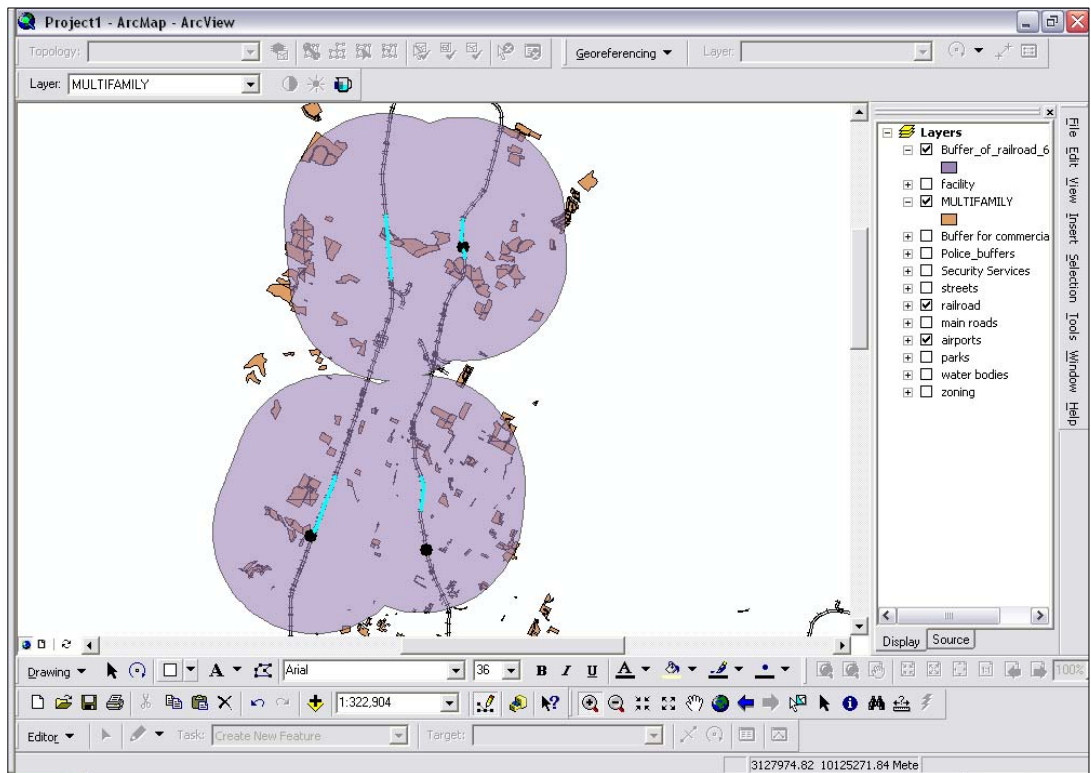 Project1 - ArcMap - ArcView
Topology:
Georeferencing
Layer:
Layer: MULTIFAMILY
Layers
Buffer_of_railroad_6
facility
MULTIFAMILY
Buffer for commercia
Police_buffers
Security Services
streets
railroad
main roads
airports
parks
water bodies
zoning
File Edit View Insert Selection Tools Window Help
Display Source
Drawing A Arial 36 B I U A 100%
1:322,904
Editor Task: Create New Feature Target:
3127974.82 10125271.84 Mete